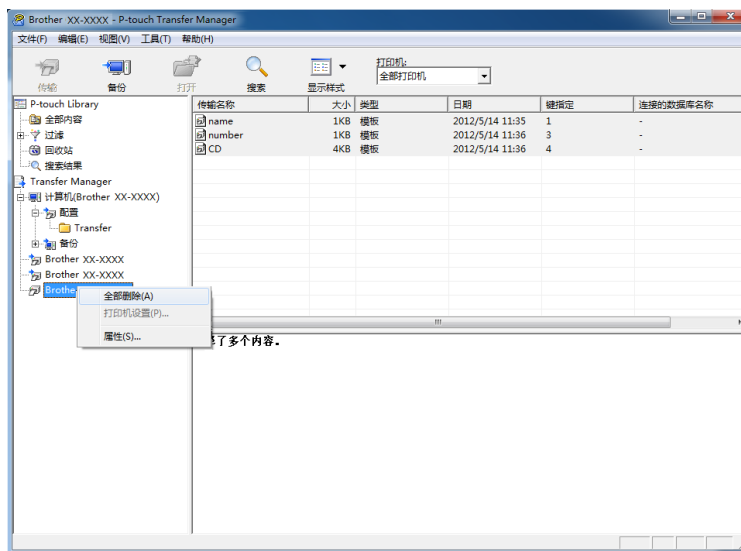 Brother XX-XXXX - P-touch Transfer Manager
文件(F) 编辑(E) 视图(V) 工具(T) 帮助(H)
传输 备份 打开 搜索 显示样式 打印机: 全部打印机
P-touch Library
全部内容
过滤
回收站
搜索结果
Transfer Manager
计算机(Brother XX-XXXX)
配置
Transfer
备份
Brother XX-XXXX
Brother XX-XXXX
Brothe
全部删除(A)
打印机设置(P)...
属性(S)...
传输名称 大小 类型 日期 键指定 连接的数据库名称
name 1KB 模板 2012/5/14 11:35 1 -
number 1KB 模板 2012/5/14 11:36 3 -
CD 4KB 模板 2012/5/14 11:36 4 -
了多个内容。